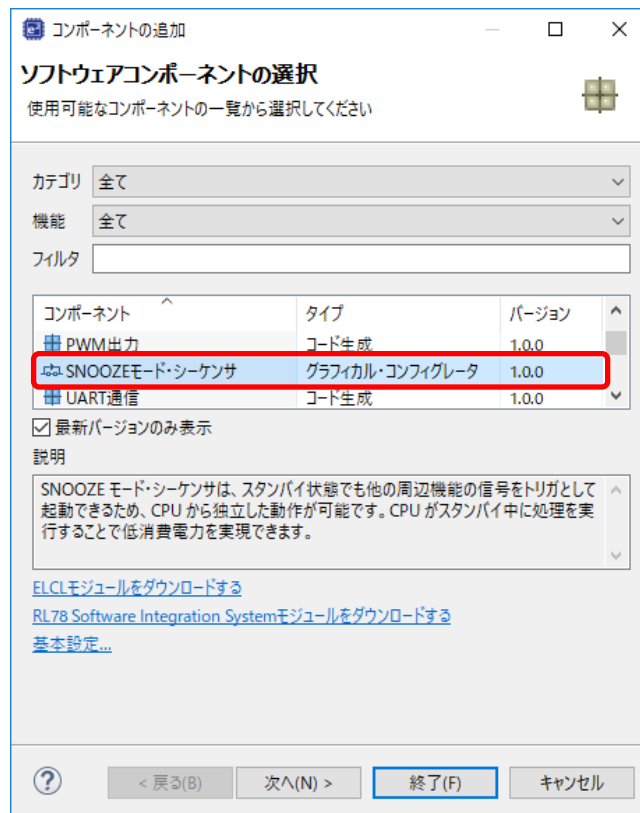 コンポーネントの追加
ソフトウェアコンポーネントの選択
使用可能なコンポーネントの一覧から選択してください
カテゴリ 全て
機能 全て
フィルタ
コンポーネント タイプ バージョン
PWM出力 コード生成 1.0.0
SNOOZEモード・シーケンサ グラフィカル・コンフィグレータ 1.0.0
UART通信 コード生成 1.0.0
最新バージョンのみ表示
説明
SNOOZE モード・シーケンサは、スタンバイ状態でも他の周辺機能の信号をトリガとして
起動できるため、CPU から独立した動作が可能です。CPU がスタンバイ中に処理を実
行することで低消費電力を実現できます。
ELCLモジュールをダウンロードする
RL78 Software Integration Systemモジュールをダウンロードする
基本設定...
? < 戻る(B) 次へ(N) > 終了(F) キャンセル